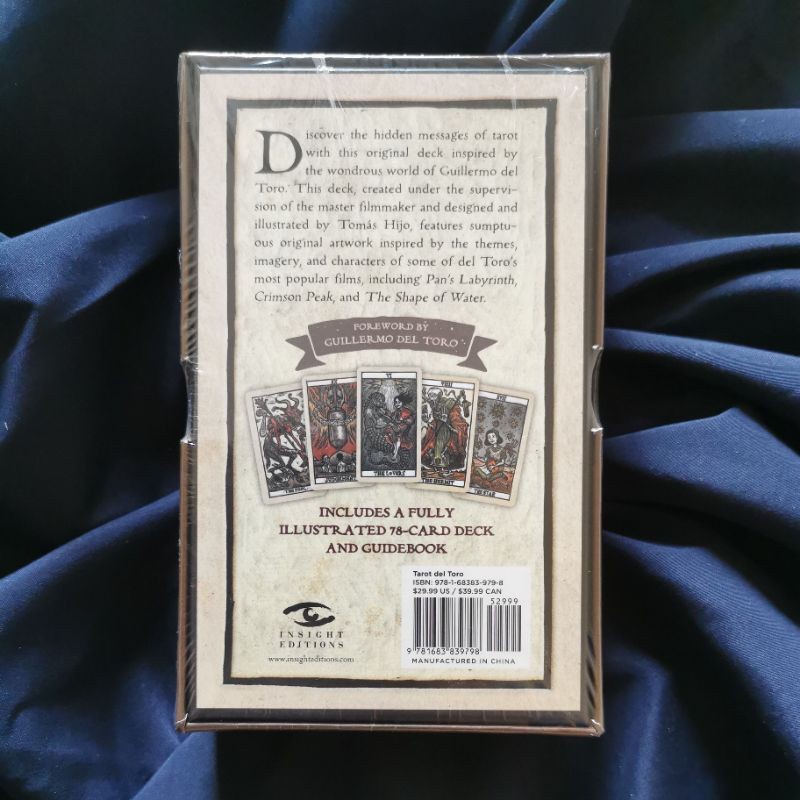 Discover the hidden messages of tarot
with this original deck inspired by
the wondrous world of Guillermo del
Toro. This deck, created under the supervi-
sion of the master filmmaker and designed and
illustrated by Tomás Hijo, features sumptu-
ous original artwork inspired by the themes,
imagery, and characters of some of del Toro's
most popular films, including Pan's Labyrinth,
Crimson Peak, and The Shape of Water.
FOREWORD BY
GUILLERMO DEL TORO
VI
VIIII
XVII
JUDGEMENT
THE LOVERS
THE HERMIT
THE STAR
INCLUDES A FULLY
ILLUSTRATED 78-CARD DECK
AND GUIDEBOOK
INSIGHT
EDITIONS
www.insighteditions.com
Tarot del Toro
ISBN: 978-1-68383-979-8
$29.99 US / $39.99 CAN
52999
9 781683 839798
MANUFACTURED IN CHINA